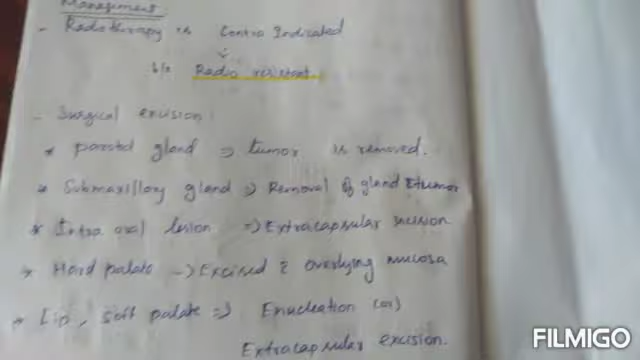 Management
- Radiotherapy is Contra Indicated
↓
b/c Radio resistant
- Surgical excision:
* parotid gland ⇒ tumor is removed.
* Submaxillary gland ⇒ Removal of gland & tumor
* Intra oral lesion ⇒ Extracapsular incision
* Hard palate → Excised c̄ overlying mucosa
* Lip, soft palate ⇒ Enucleation (or)
Extracapsular excision.
FILMIGO